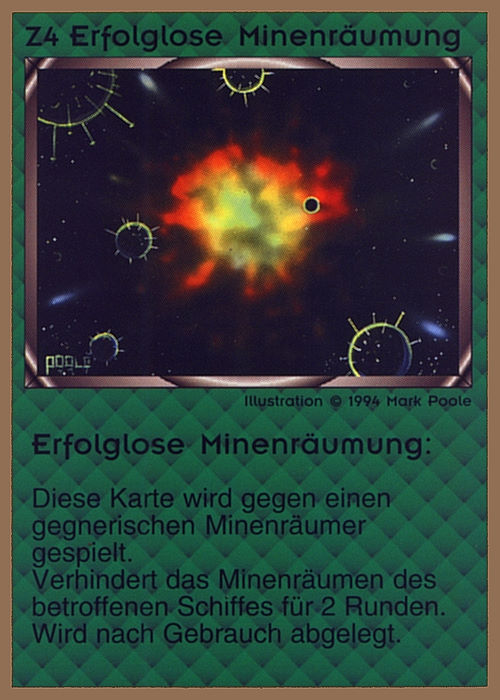 Z4 Erfolglose Minenräumung
POOLE
Illustration © 1994 Mark Poole
Erfolglose Minenräumung:
Diese Karte wird gegen einen
gegnerischen Minenräumer
gespielt.
Verhindert das Minenräumen des
betroffenen Schiffes für 2 Runden.
Wird nach Gebrauch abgelegt.